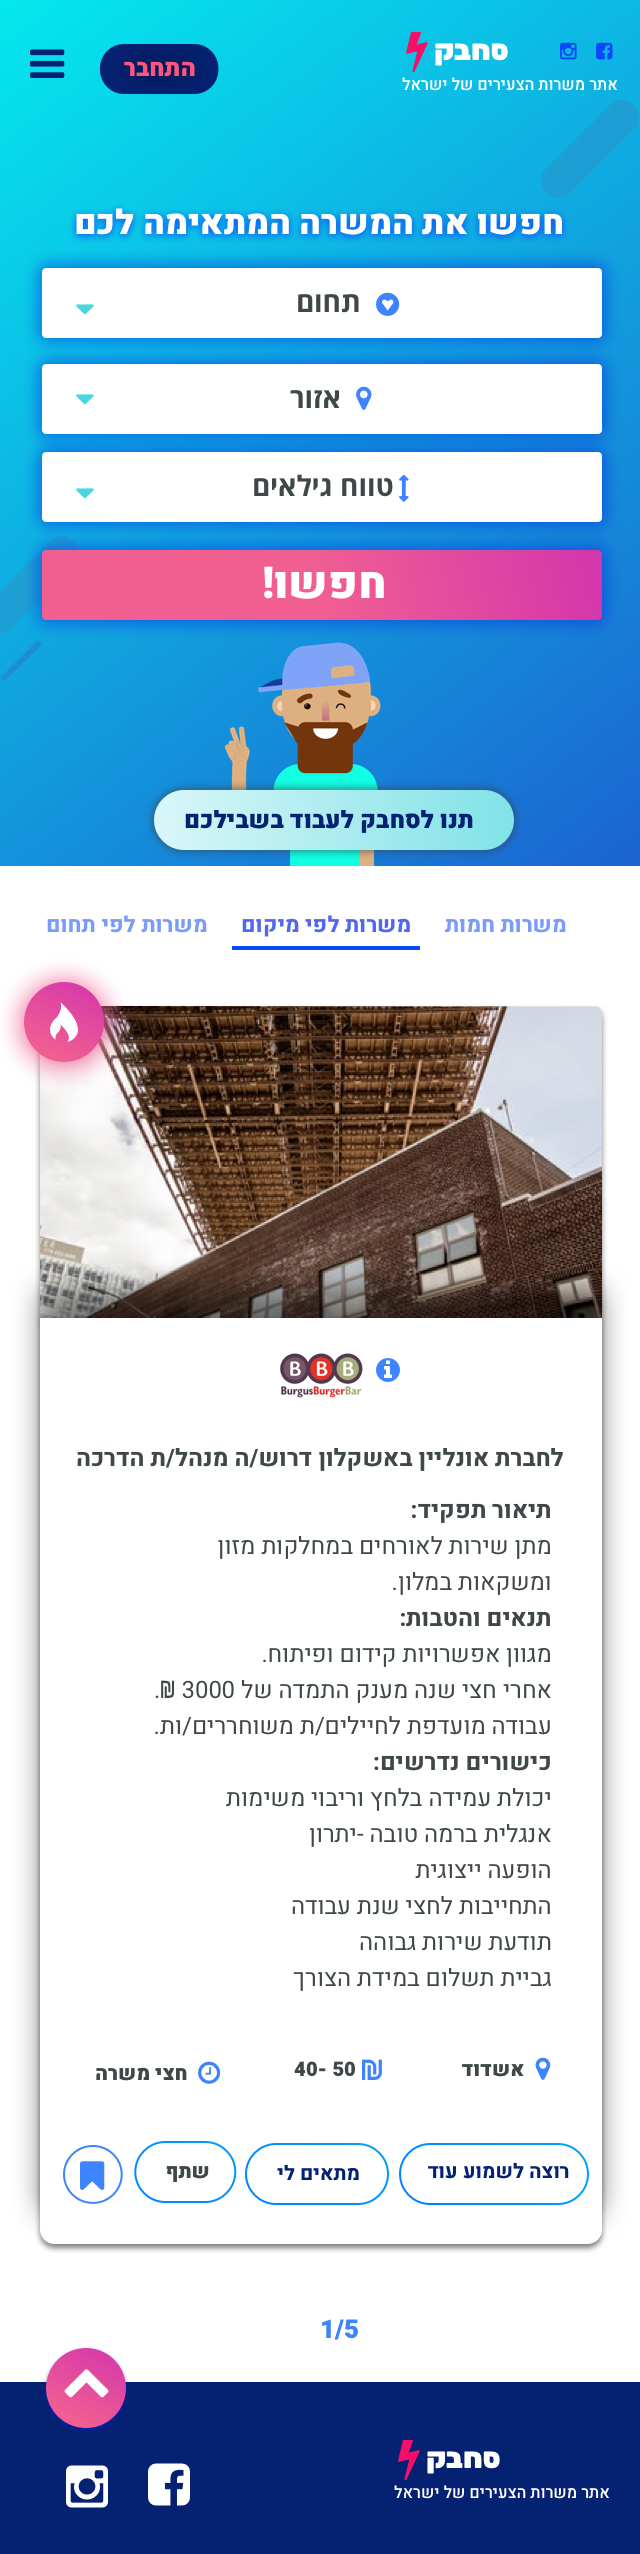 סחבק
אתר משרות הצעירים של ישראל
התחבר
חפשו את המשרה המתאימה לכם
תחום
אזור
טווח גילאים
חפשו!
תנו לסחבק לעבוד בשבילכם
משרות חמות
משרות לפי מיקום
משרות לפי תחום
B B B
BurgusBurgerBar
לחברת אונליין באשקלון דרוש/ה מנהל/ת הדרכה
תיאור תפקיד:
מתן שירות לאורחים במחלקות מזון
ומשקאות במלון.
תנאים והטבות:
מגוון אפשרויות קידום ופיתוח.
אחרי חצי שנה מענק התמדה של 3000 ₪.
עבודה מועדפת לחיילים/ת משוחררים/ות.
כישורים נדרשים:
יכולת עמידה בלחץ וריבוי משימות
אנגלית ברמה טובה -יתרון
הופעה ייצוגית
התחייבות לחצי שנת עבודה
תודעת שירות גבוהה
גביית תשלום במידת הצורך
אשדוד
₪ 40- 50
חצי משרה
רוצה לשמוע עוד
מתאים לי
שתף
1/5
סחבק
אתר משרות הצעירים של ישראל